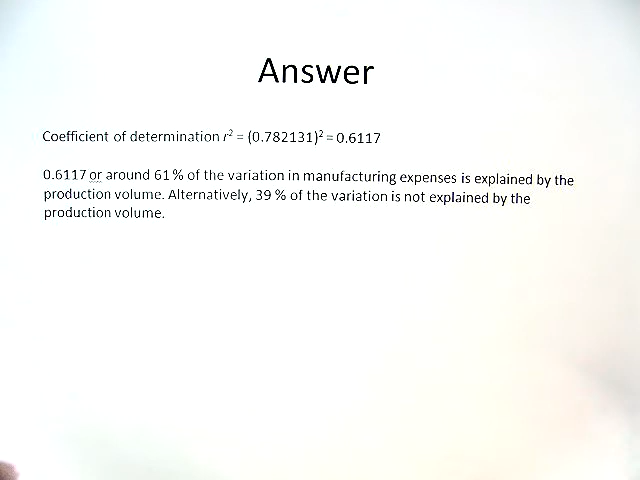 Answer
Coefficient of determination r² = (0.782131)² = 0.6117
0.6117 or around 61 % of the variation in manufacturing expenses is explained by the
production volume. Alternatively, 39 % of the variation is not explained by the
production volume.